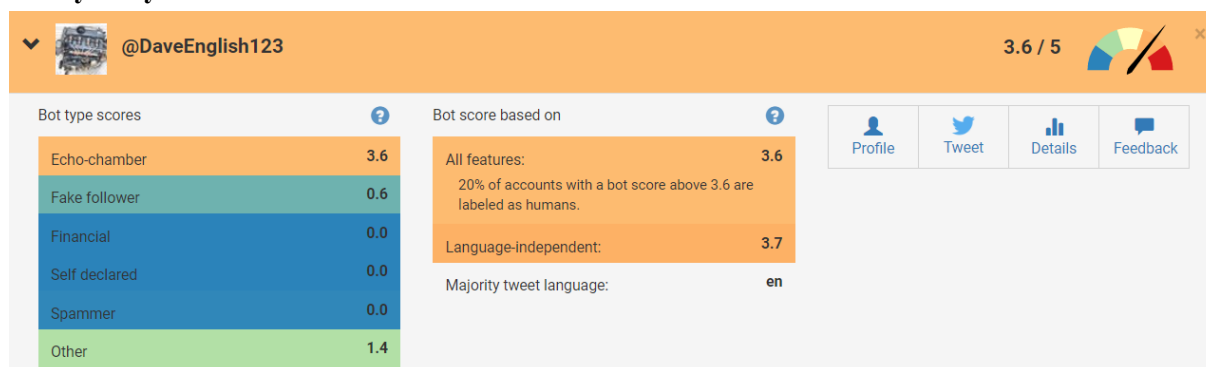 @DaveEnglish123
3.6 / 5
×
Bot type scores
Echo-chamber 3.6
Fake follower 0.6
Financial 0.0
Self declared 0.0
Spammer 0.0
Other 1.4
Bot score based on
All features: 3.6
20% of accounts with a bot score above 3.6 are
labeled as humans.
Language-independent: 3.7
Majority tweet language: en
Profile Tweet Details Feedback